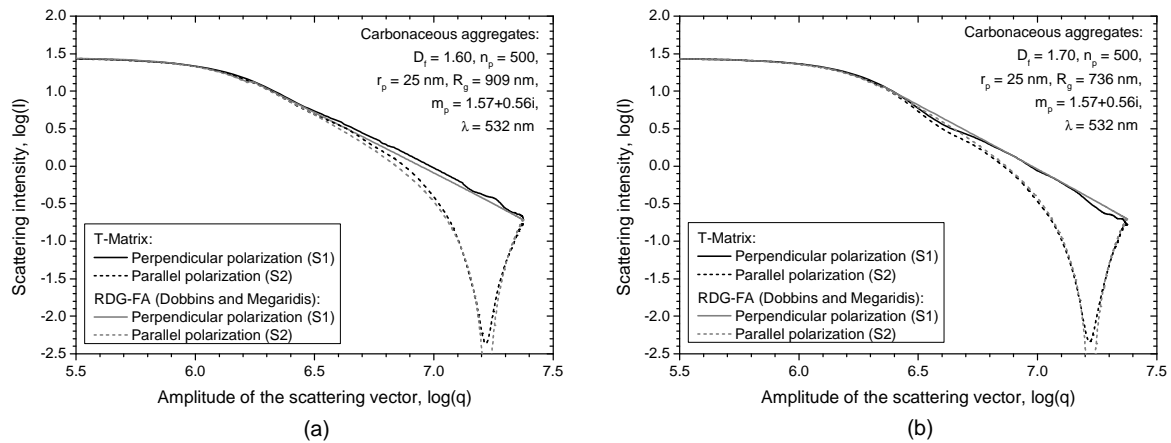 Carbonaceous aggregates:
D_f = 1.60, n_p = 500,
r_p = 25 nm, R_g = 909 nm,
m_p = 1.57+0.56i,
λ = 532 nm
Scattering intensity, log(I)
2.0
1.5
1.0
0.5
0.0
-0.5
-1.0
-1.5
-2.0
-2.5
T-Matrix:
Perpendicular polarization (S1)
Parallel polarization (S2)
RDG-FA (Dobbins and Megaridis):
Perpendicular polarization (S1)
Parallel polarization (S2)
5.5 6.0 6.5 7.0 7.5
Amplitude of the scattering vector, log(q)
(a)
Carbonaceous aggregates:
D_f = 1.70, n_p = 500,
r_p = 25 nm, R_g = 736 nm,
m_p = 1.57+0.56i,
λ = 532 nm
Scattering intensity, log(I)
2.0
1.5
1.0
0.5
0.0
-0.5
-1.0
-1.5
-2.0
-2.5
T-Matrix:
Perpendicular polarization (S1)
Parallel polarization (S2)
RDG-FA (Dobbins and Megaridis):
Perpendicular polarization (S1)
Parallel polarization (S2)
5.5 6.0 6.5 7.0 7.5
Amplitude of the scattering vector, log(q)
(b)